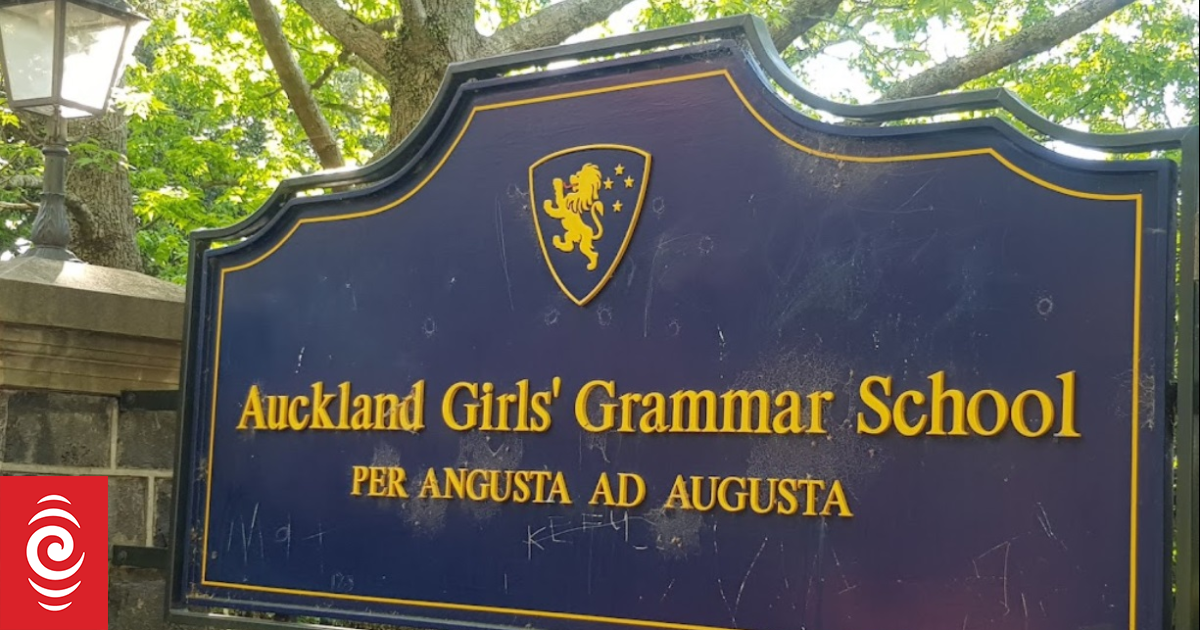 Auckland Girls' Grammar School
PER ANGUSTA AD AUGUSTA